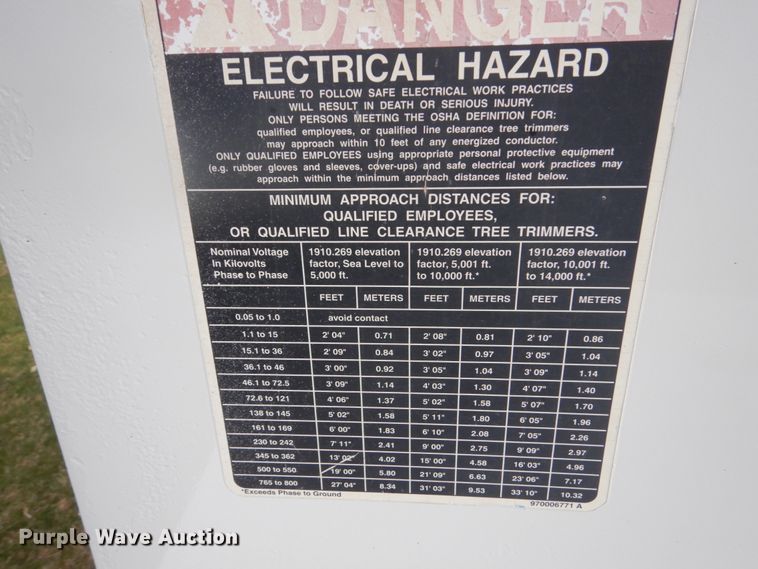 DANGER
ELECTRICAL HAZARD
FAILURE TO FOLLOW SAFE ELECTRICAL WORK PRACTICES
WILL RESULT IN DEATH OR SERIOUS INJURY.
ONLY PERSONS MEETING THE OSHA DEFINITION FOR:
qualified employees, or qualified line clearance tree trimmers
may approach within 10 feet of any energized conductor.
ONLY QUALIFIED EMPLOYEES using appropriate personal protective equipment
(e.g. rubber gloves and sleeves, cover-ups) and safe electrical work practices may
approach within the minimum approach distances listed below.
MINIMUM APPROACH DISTANCES FOR:
QUALIFIED EMPLOYEES,
OR QUALIFIED LINE CLEARANCE TREE TRIMMERS.
Nominal Voltage 1910.269 elevation 1910.269 elevation 1910.269 elevation
In Kilovolts factor, Sea Level to factor, 5,001 ft. factor, 10,001 ft.
Phase to Phase 5,000 ft. to 10,000 ft.* to 14,000 ft.*
FEET METERS FEET METERS FEET METERS
0.05 to 1.0 avoid contact
1.1 to 15 2' 04" 0.71 2' 08" 0.81 2' 10" 0.86
15.1 to 36 2' 09" 0.84 3' 02" 0.97 3' 05" 1.04
36.1 to 46 3' 00" 0.92 3' 05" 1.04 3' 09" 1.14
46.1 to 72.5 3' 09" 1.14 4' 03" 1.30 4' 07" 1.40
72.6 to 121 4' 06" 1.37 5' 02" 1.58 5' 07" 1.70
138 to 145 5' 02" 1.58 5' 11" 1.80 6' 05" 1.96
161 to 169 6' 00" 1.83 6' 10" 2.08 7' 05" 2.26
230 to 242 7' 11" 2.41 9' 00" 2.75 9' 09" 2.97
345 to 362 13' 02" 4.02 15' 00" 4.58 16' 03" 4.96
500 to 550 19' 00" 5.80 21' 09" 6.63 23' 06" 7.17
765 to 800 27' 04" 8.34 31' 03" 9.53 33' 10" 10.32
*Exceeds Phase to Ground
970006771 A
Purple Wave Auction